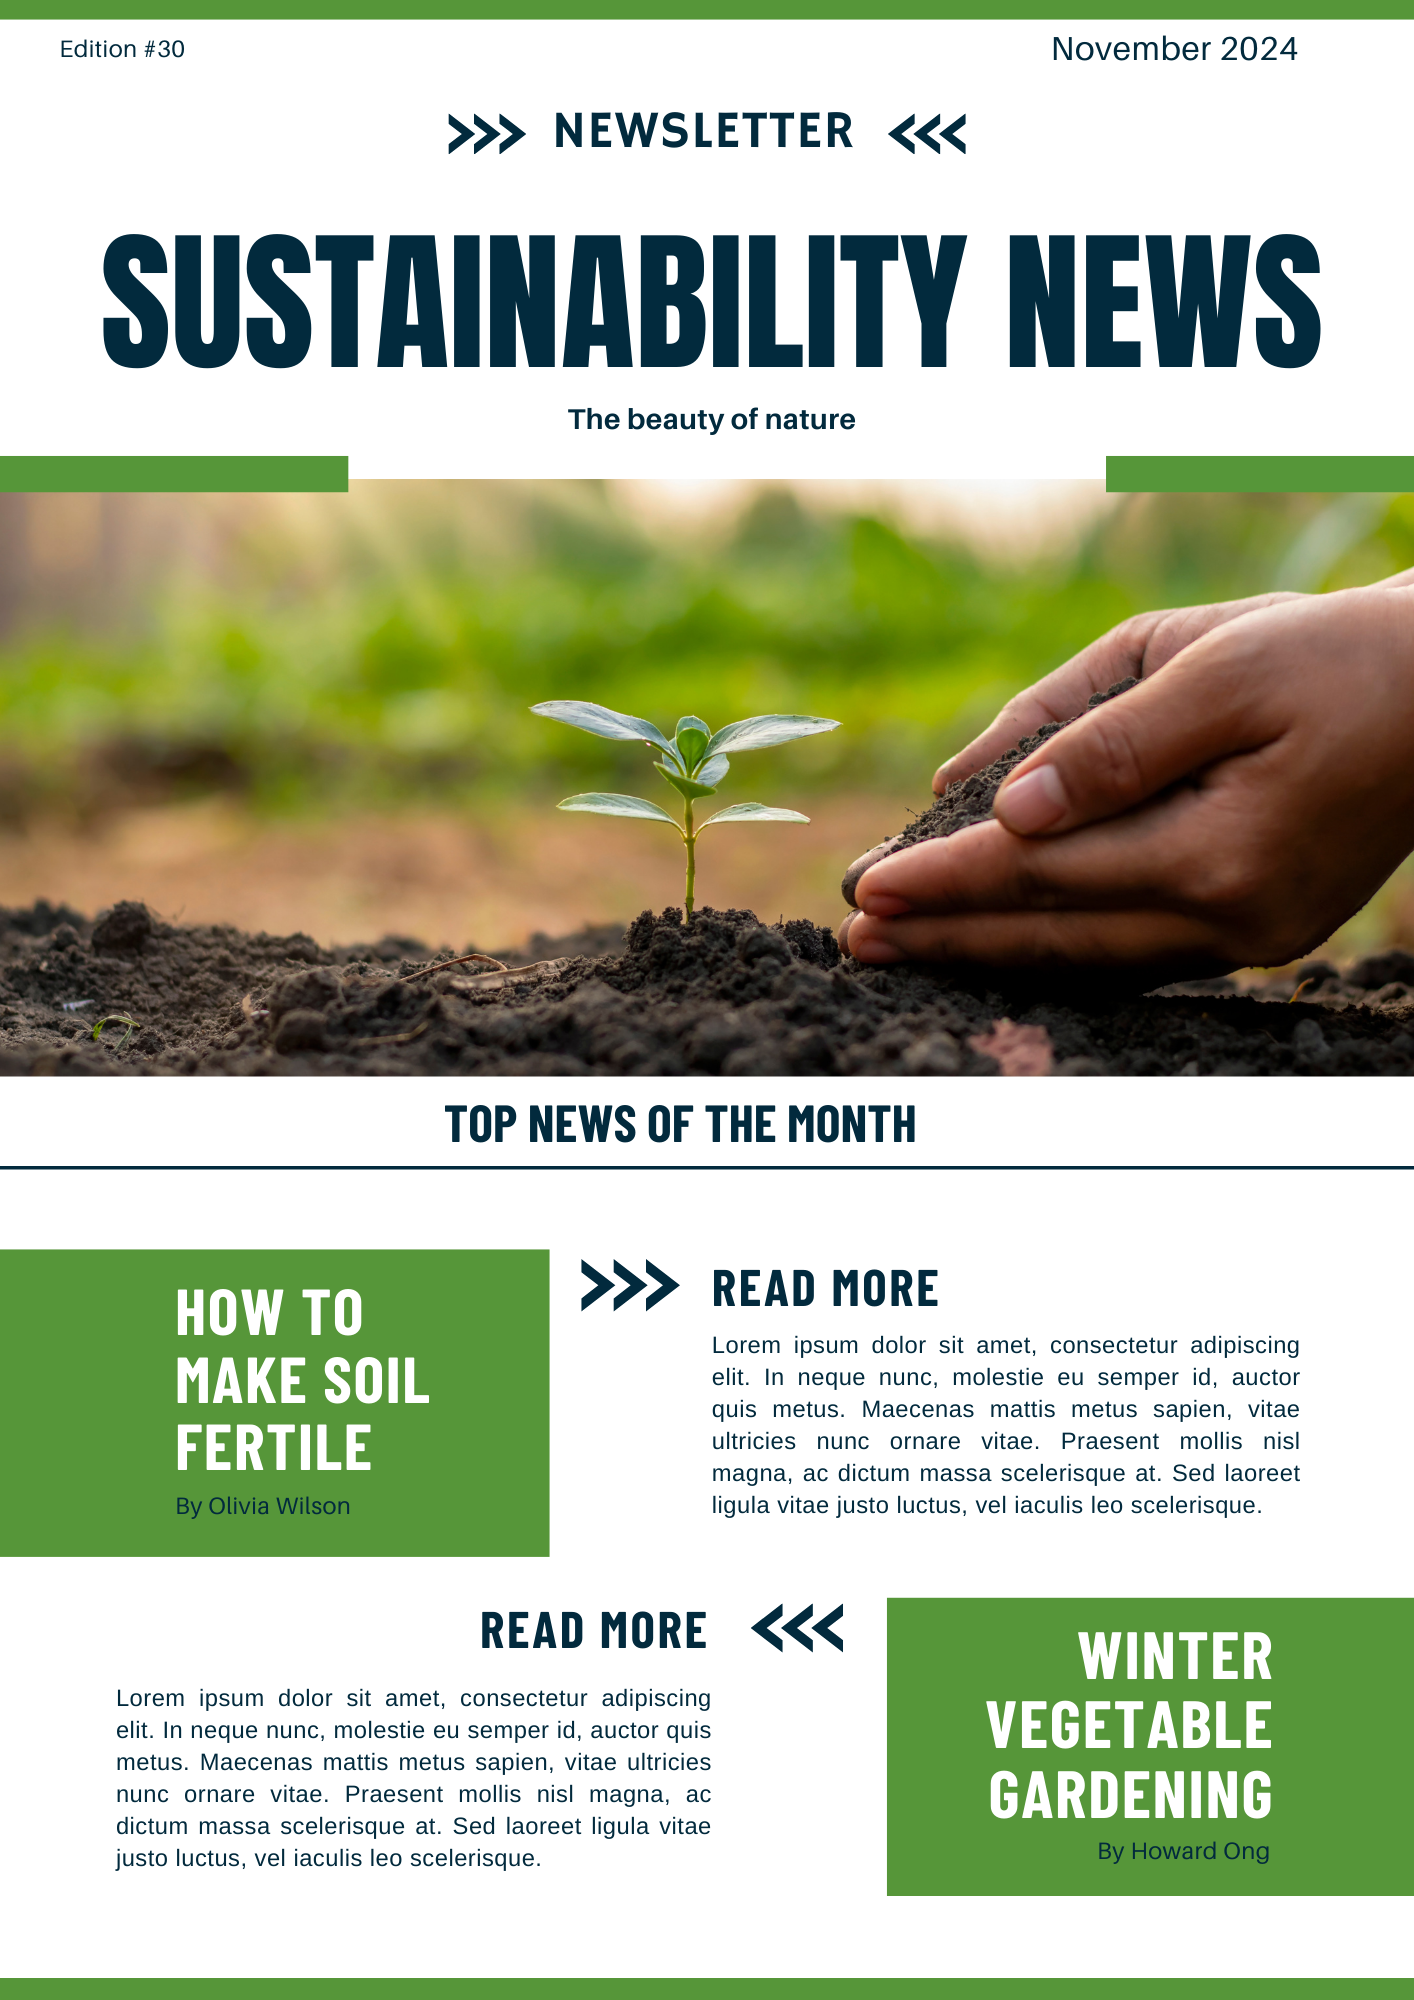 Edition #30
November 2024
NEWSLETTER
SUSTAINABILITY NEWS
The beauty of nature
TOP NEWS OF THE MONTH
HOW TO
MAKE SOIL
FERTILE
By Olivia Wilson
READ MORE
Lorem ipsum dolor sit amet, consectetur adipiscing
elit. In neque nunc, molestie eu semper id, auctor
quis metus. Maecenas mattis metus sapien, vitae
ultricies nunc ornare vitae. Praesent mollis nisl
magna, ac dictum massa scelerisque at. Sed laoreet
ligula vitae justo luctus, vel iaculis leo scelerisque.
READ MORE
Lorem ipsum dolor sit amet, consectetur adipiscing
elit. In neque nunc, molestie eu semper id, auctor quis
metus. Maecenas mattis metus sapien, vitae ultricies
nunc ornare vitae. Praesent mollis nisl magna, ac
dictum massa scelerisque at. Sed laoreet ligula vitae
justo luctus, vel iaculis leo scelerisque.
WINTER
VEGETABLE
GARDENING
By Howard Ong